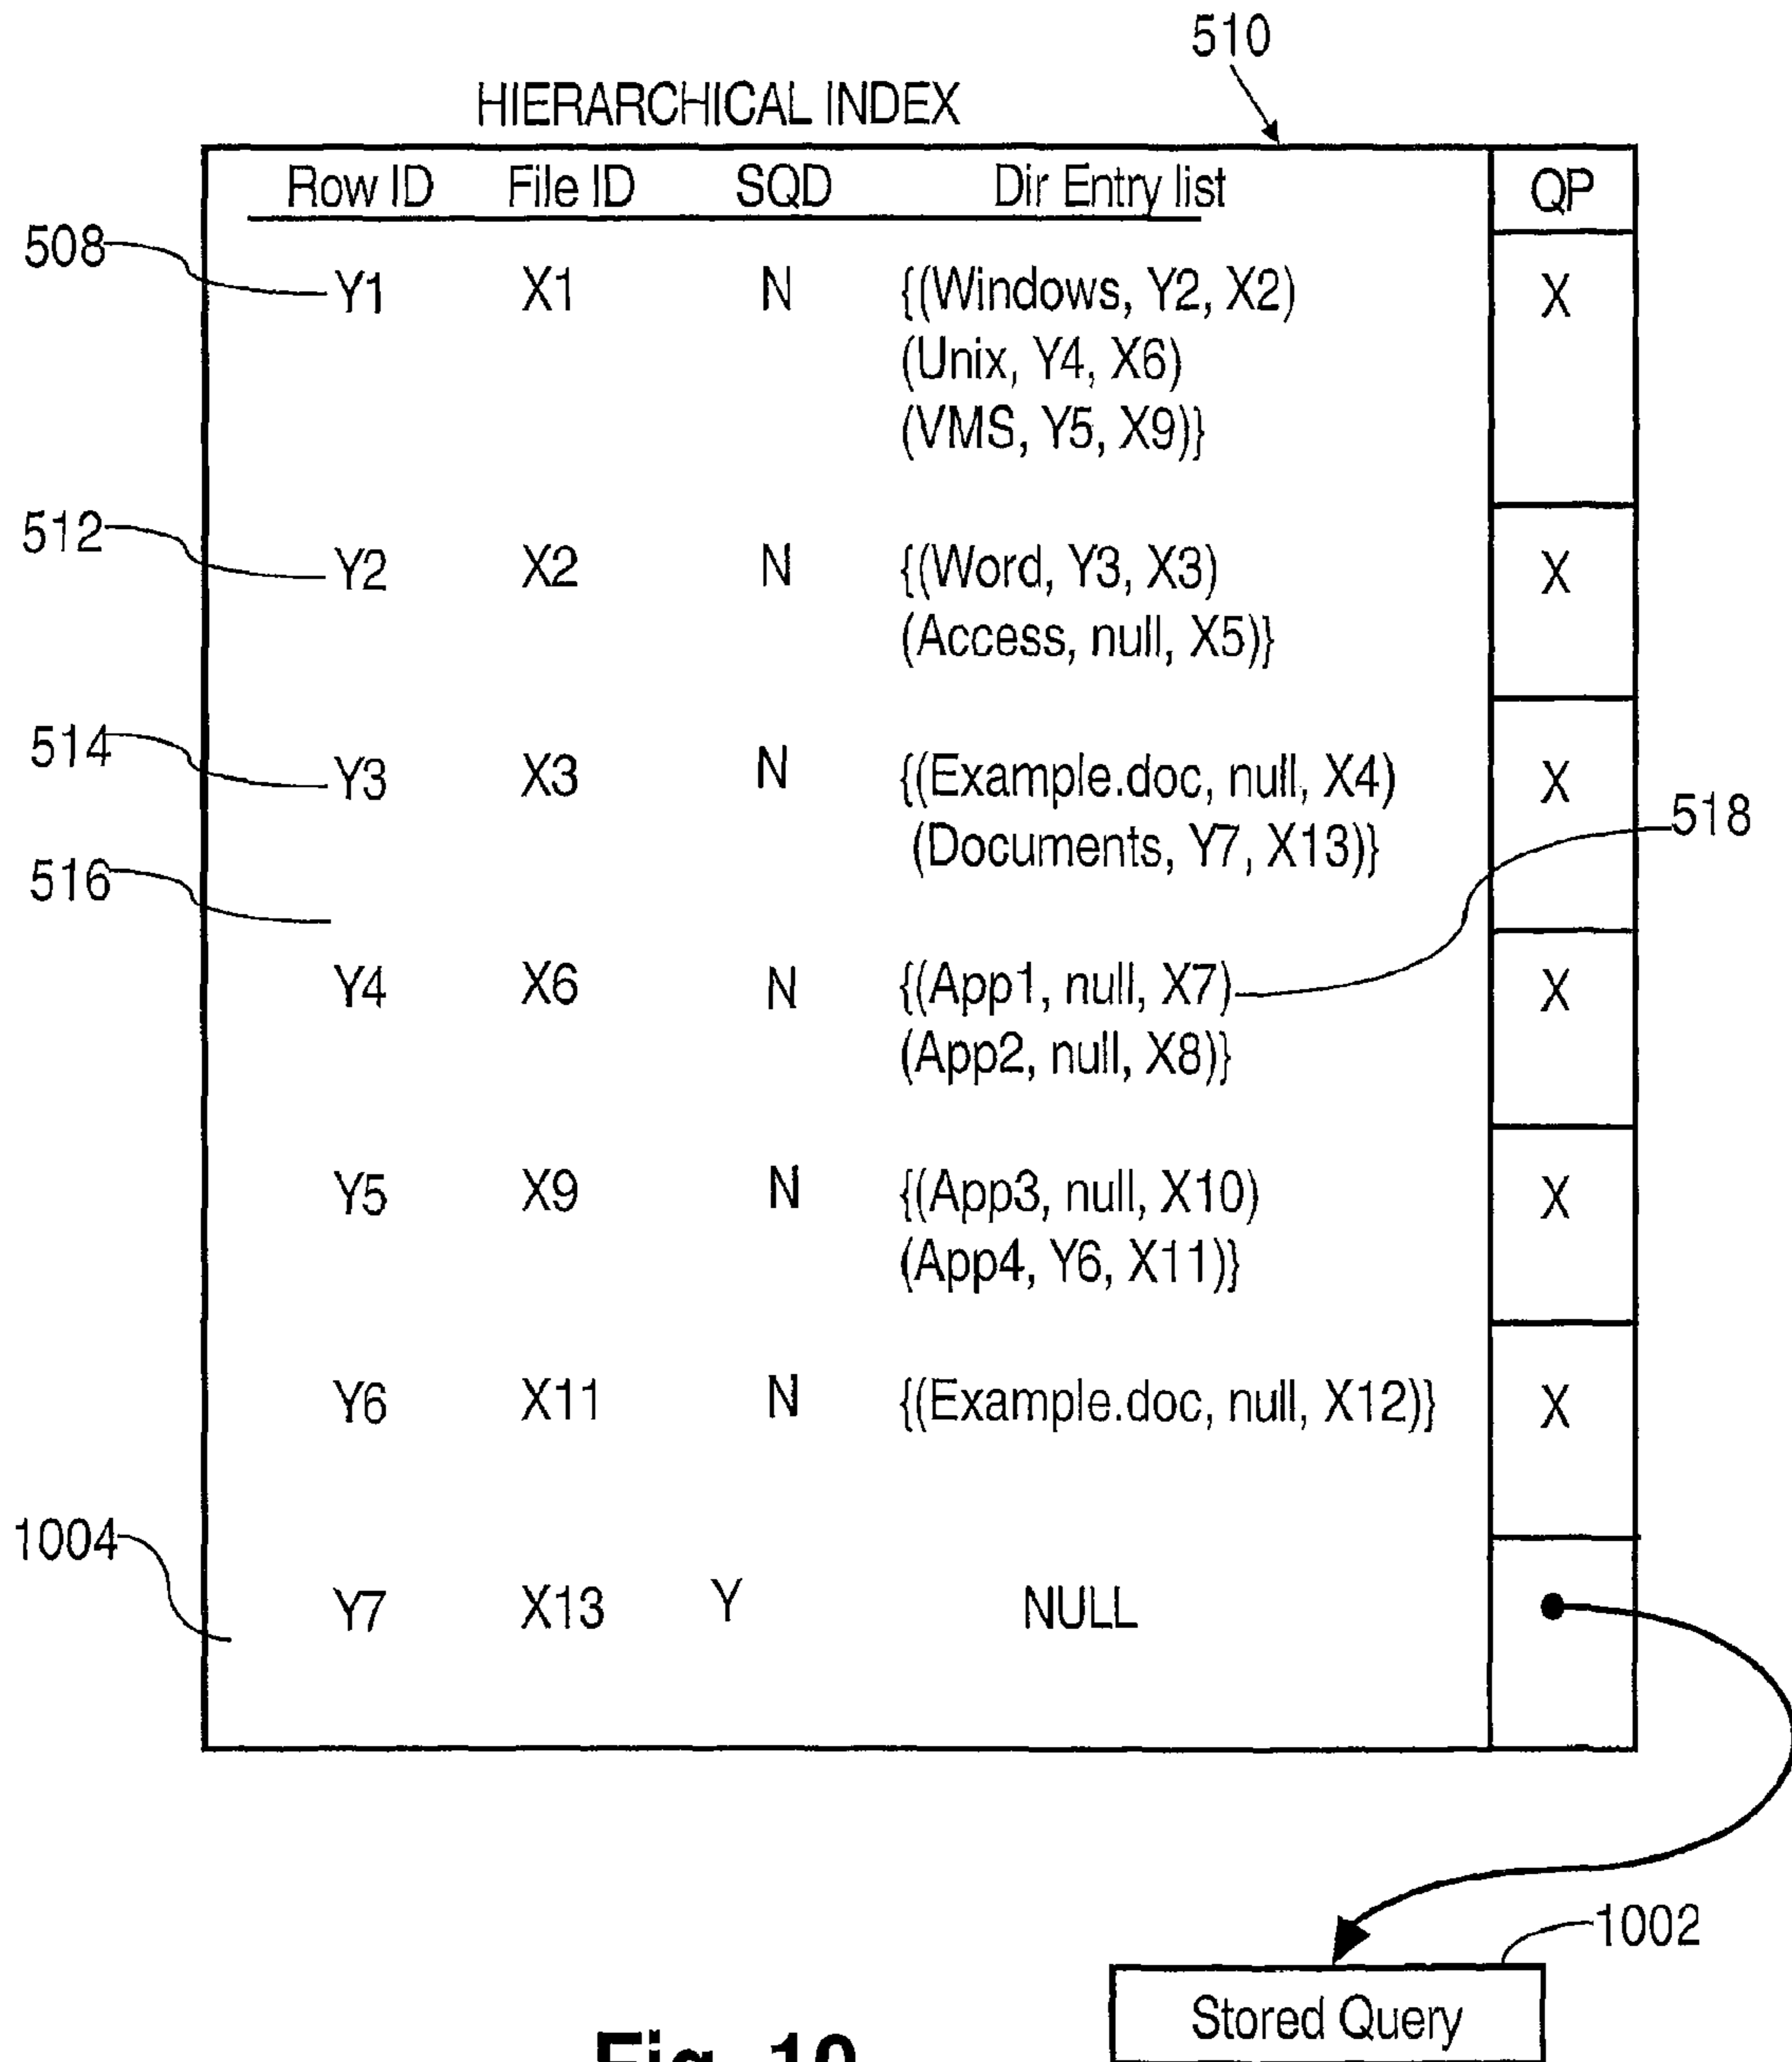 510
HIERARCHICAL INDEX
Row ID File ID SQD Dir Entry list QP
508 Y1 X1 N {(Windows, Y2, X2) X
(Unix, Y4, X6)
(VMS, Y5, X9)}
512 Y2 X2 N {(Word, Y3, X3) X
(Access, null, X5)}
514 Y3 X3 N {(Example.doc, null, X4) X
(Documents, Y7, X13)} 518
516
Y4 X6 N {(App1, null, X7) X
(App2, null, X8)}
Y5 X9 N {(App3, null, X10) X
(App4, Y6, X11)}
Y6 X11 N {(Example.doc, null, X12)} X
1004 Y7 X13 Y NULL
1002
Stored Query
Fig. 10